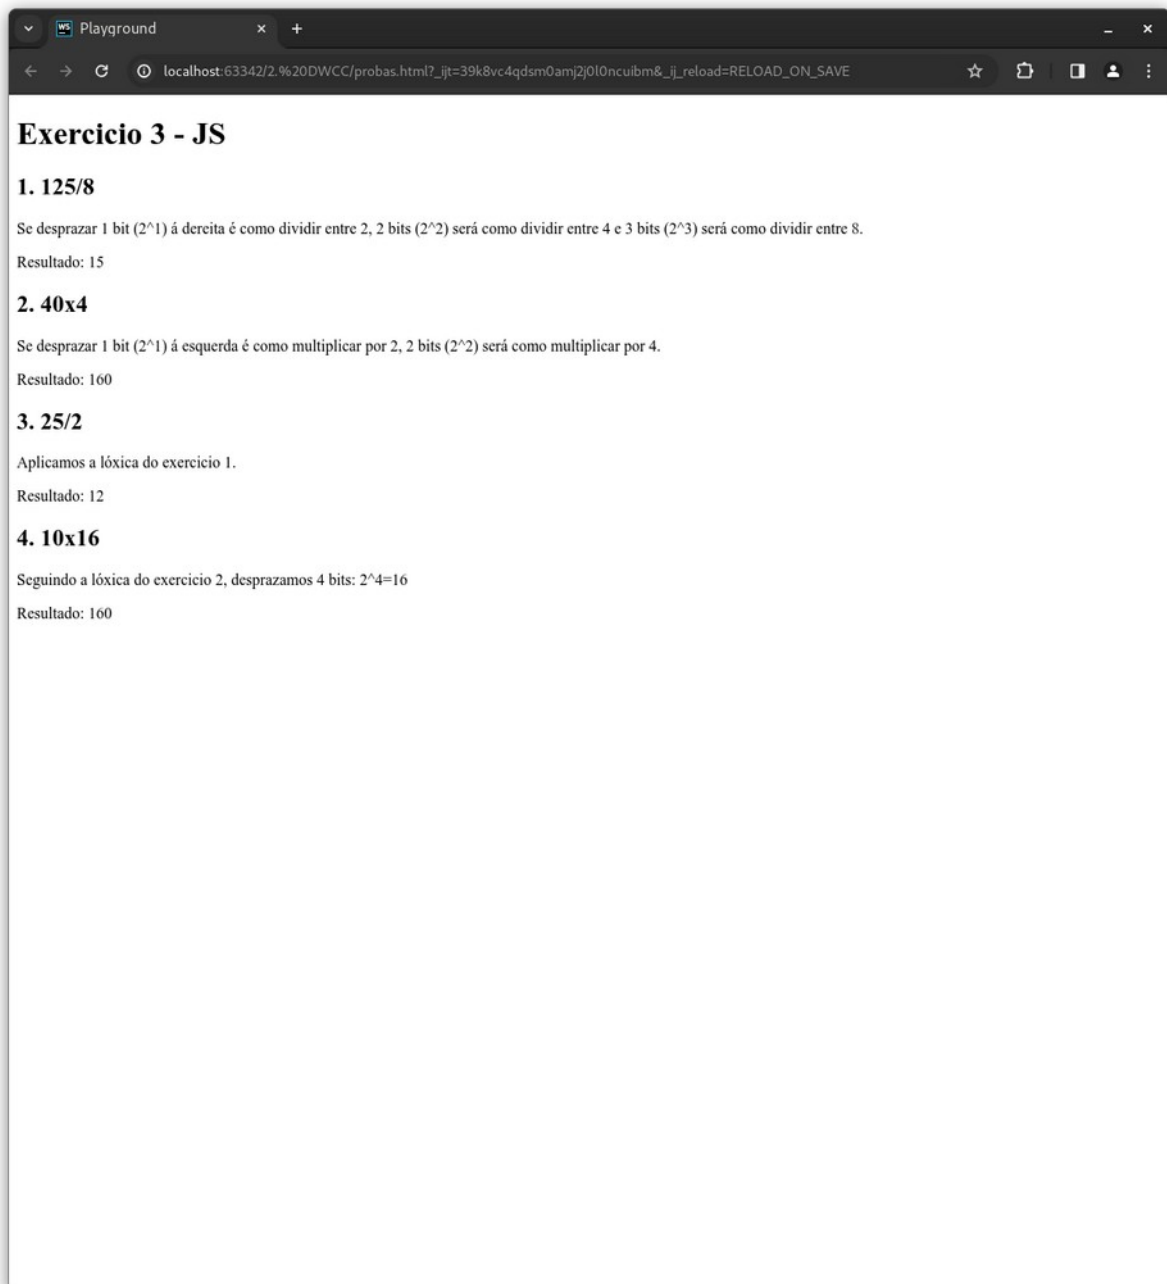 Playground
localhost:63342/2.%20DWCC/probas.html?_ijt=39k8vc4qdsm0amj2j0l0ncuibm&_ij_reload=RELOAD_ON_SAVE
Exercicio 3 - JS
1. 125/8
Se desprazar 1 bit (2^1) á dereita é como dividir entre 2, 2 bits (2^2) será como dividir entre 4 e 3 bits (2^3) será como dividir entre 8.
Resultado: 15
2. 40x4
Se desprazar 1 bit (2^1) á esquerda é como multiplicar por 2, 2 bits (2^2) será como multiplicar por 4.
Resultado: 160
3. 25/2
Aplicamos a lóxica do exercicio 1.
Resultado: 12
4. 10x16
Seguindo a lóxica do exercicio 2, desprazamos 4 bits: 2^4=16
Resultado: 160